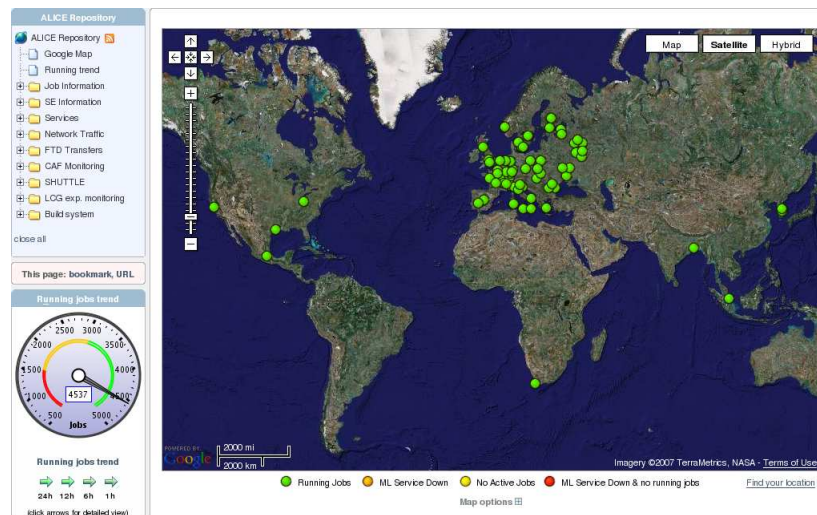 ALICE Repository
ALICE Repository
Google Map
Running trend
Job Information
SE Information
Services
Network Traffic
FTD Transfers
CAF Monitoring
SHUTTLE
LCG exp. monitoring
Build system
close all
This page: bookmark, URL
Running jobs trend
500
1000
1500
2000
2500
3000
3500
4000
4500
5000
4537
Jobs
Running jobs trend
24h 12h 6h 1h
(click arrows for detailed view)
Map Satellite Hybrid
POWERED BY
Google
2000 mi
2000 km
Imagery ©2007 TerraMetrics, NASA - Terms of Use
Running Jobs ML Service Down No Active Jobs ML Service Down & no running jobs Find your location
Map options